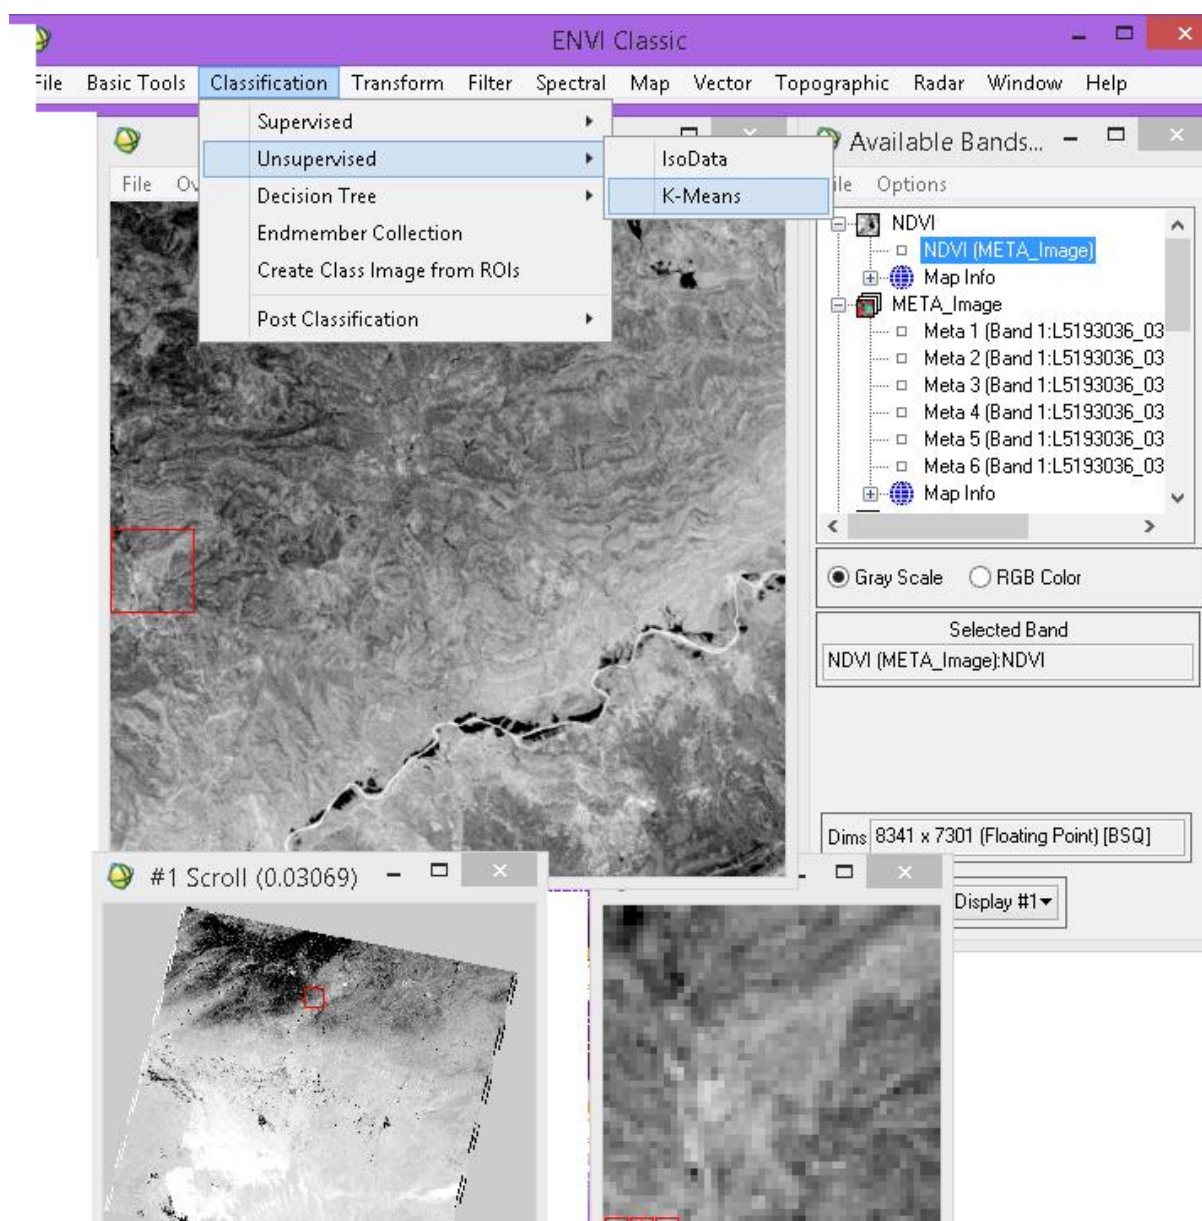 ENVI Classic
File Basic Tools Classification Transform Filter Spectral Map Vector Topographic Radar Window Help
Supervised
Unsupervised
Decision Tree
Endmember Collection
Create Class Image from ROIs
Post Classification
IsoData
K-Means
File Ov
Available Bands...
File Options
NDVI
NDVI (META_Image)
Map Info
META_Image
Meta 1 (Band 1:L5193036_03
Meta 2 (Band 1:L5193036_03
Meta 3 (Band 1:L5193036_03
Meta 4 (Band 1:L5193036_03
Meta 5 (Band 1:L5193036_03
Meta 6 (Band 1:L5193036_03
Map Info
Gray Scale RGB Color
Selected Band
NDVI (META_Image):NDVI
Dims 8341 x 7301 (Floating Point) [BSQ]
Display #1
#1 Scroll (0.03069)